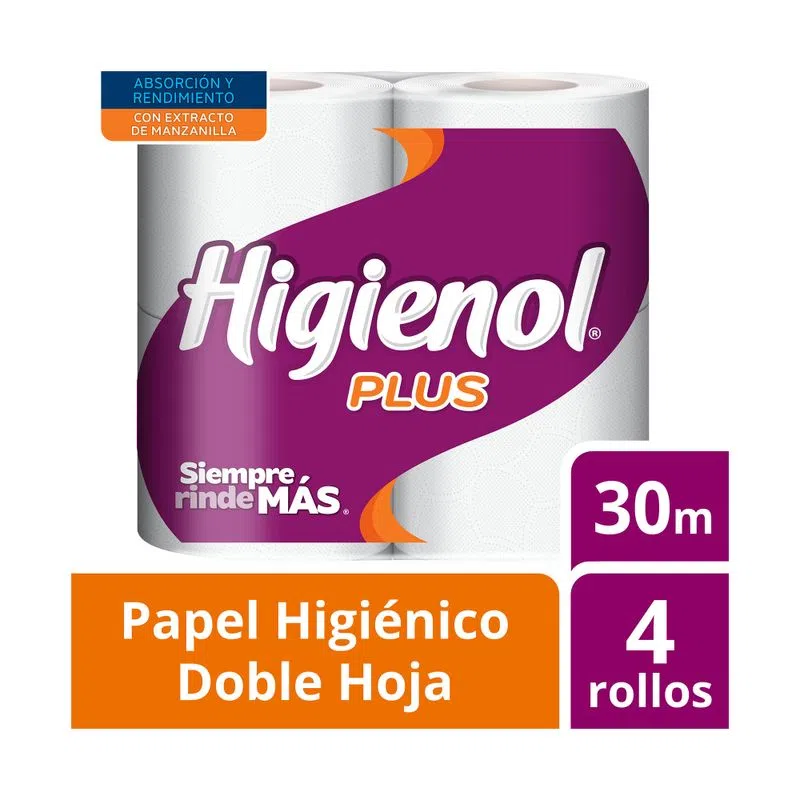 ABSORCIÓN Y
RENDIMIENTO
CON EXTRACTO
DE MANZANILLA
Higienol®
PLUS
Siempre
rinde MÁS®
30m
Papel Higiénico
Doble Hoja
4
rollos